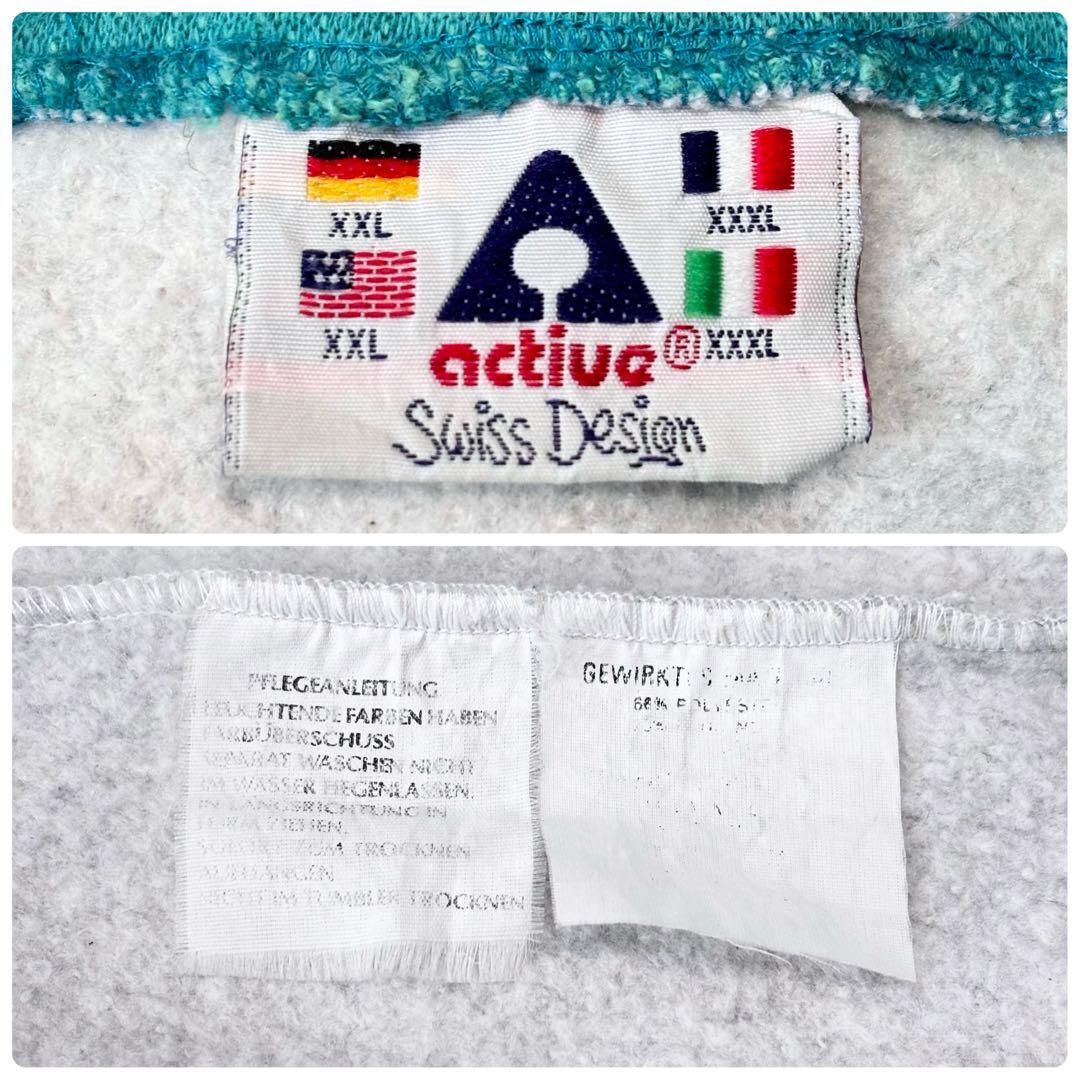 XXL
XXXL
XXL
XXXL
active®
Swiss Design
PFLEGEANLEITUNG
LEUCHTENDE FARBEN HABEN
FARBÜBERSCHUSS
SEPARAT WASCHEN NICHT
IM WASSER LIEGENLASSEN.
IN LÄNGSRICHTUNG IN
FORM ZIEHEN.
SOFORT ZUM TROCKNEN
AUFHÄNGEN
NICHT IM TUMBLER TROCKNEN